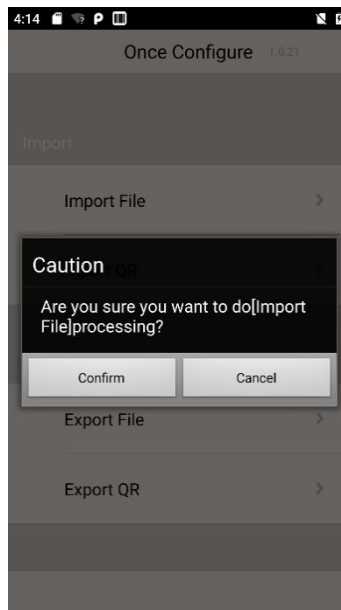 4:14
Once Configure 1.0.21
Import
Import File
QR
Caution
Are you sure you want to do[Import
File]processing?
Confirm
Cancel
Export File
Export QR